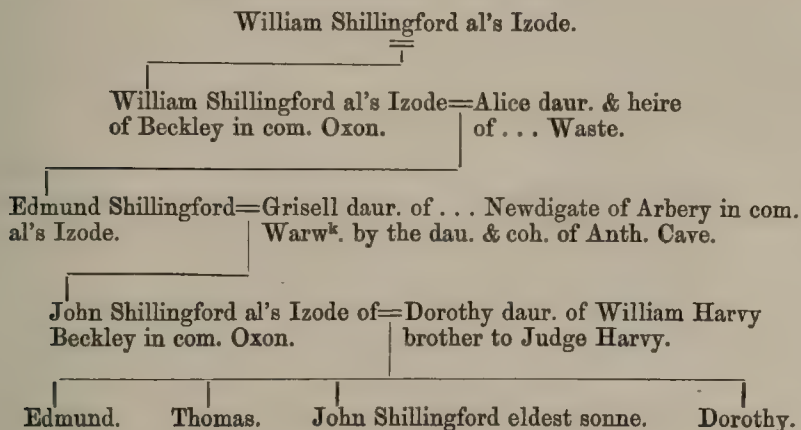 William Shillingford al's Izode.
William Shillingford al's Izode=Alice daur. & heire
of Beckley in com. Oxon. of . . . Waste.
Edmund Shillingford=Grisell daur. of . . . Newdigate of Arbery in com.
al's Izode. Warwᵏ. by the dau. & coh. of Anth. Cave.
John Shillingford al's Izode of=Dorothy daur. of William Harvy
Beckley in com. Oxon. brother to Judge Harvy.
Edmund. Thomas. John Shillingford eldest sonne. Dorothy.